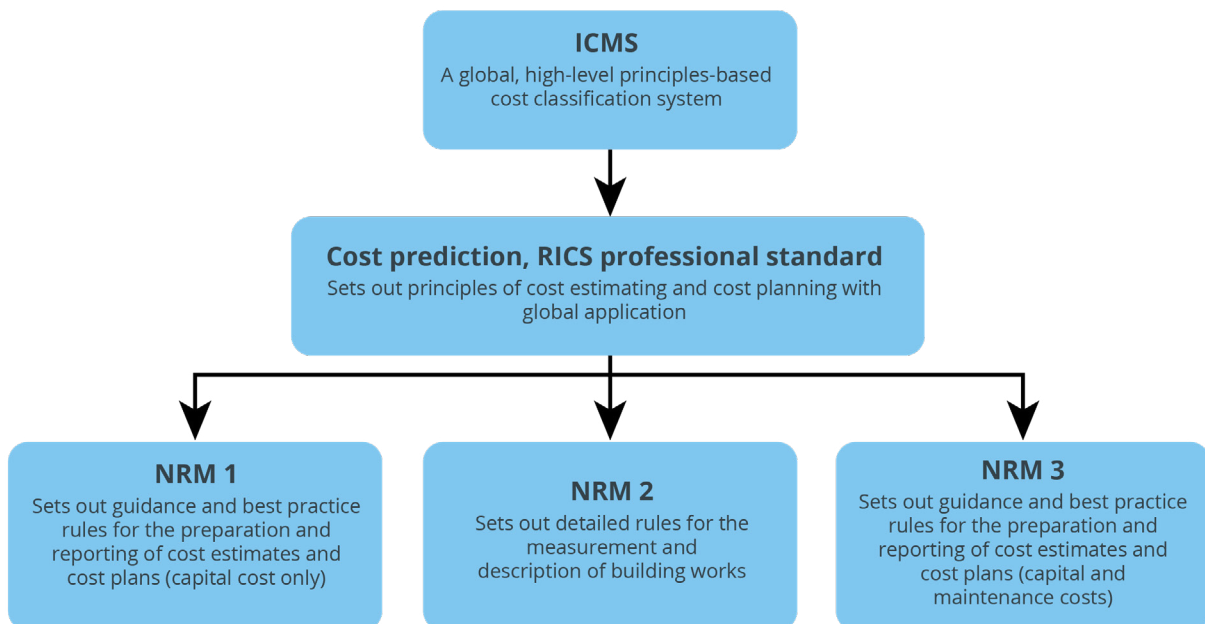 ICMS
A global, high-level principles-based
cost classification system
Cost prediction, RICS professional standard
Sets out principles of cost estimating and cost planning with
global application
NRM 1
Sets out guidance and best practice
rules for the preparation and
reporting of cost estimates and
cost plans (capital cost only)
NRM 2
Sets out detailed rules for the
measurement and
description of building works
NRM 3
Sets out guidance and best practice
rules for the preparation and
reporting of cost estimates and
cost plans (capital and
maintenance costs)